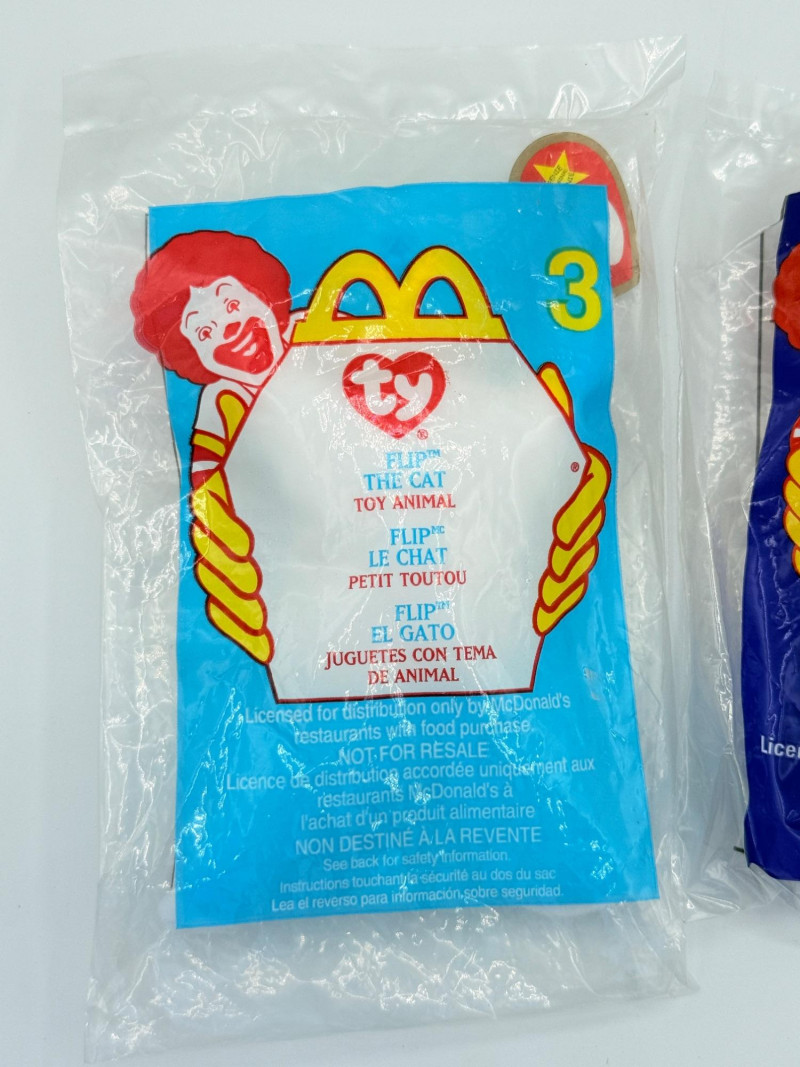 3
ty®
FLIP™
THE CAT
TOY ANIMAL
FLIPᴹᶜ
LE CHAT
PETIT TOUTOU
FLIP™
EL GATO
JUGUETES CON TEMA
DE ANIMAL
®
Licensed for distribution only by McDonald's
restaurants with food purchase
NOT FOR RESALE
Licence de distribution accordée uniquement aux
restaurants McDonald's à
l'achat d'un produit alimentaire
NON DESTINÉ À LA REVENTE
See back for safety information.
Instructions touchant la sécurité au dos du sac
Lea el reverso para información sobre seguridad.
Licen